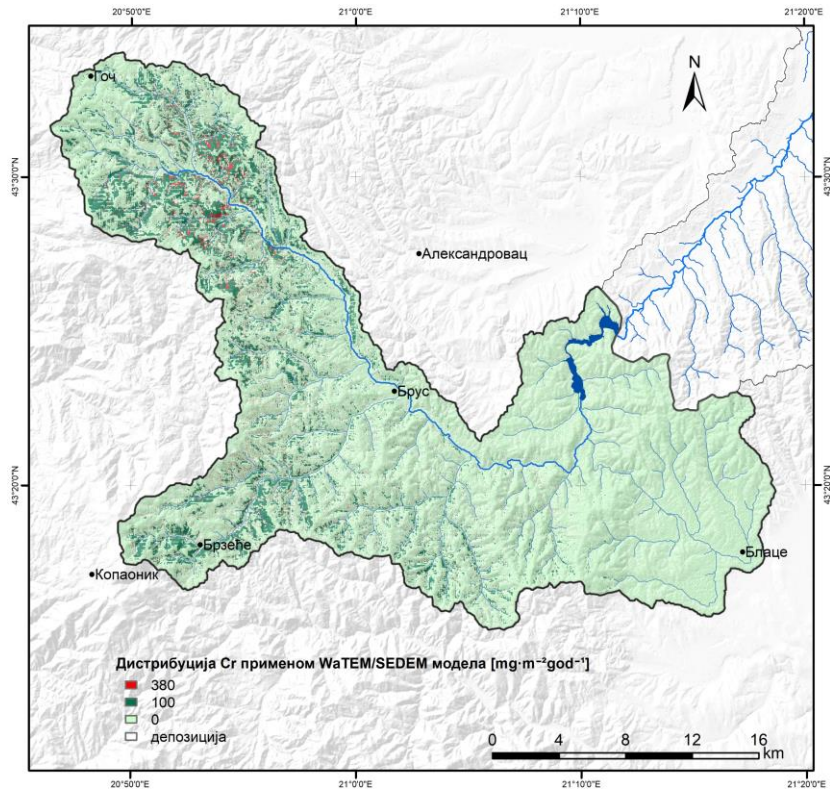 20°50'0"E 21°0'0"E 21°10'0"E 21°20'0"E
N
Гоч
43°30'0"N 43°30'0"N
Александровац
Брус
43°20'0"N 43°20'0"N
Брзеће
Блаце
Копаоник
Дистрибуција Cr применом WaTEM/SEDEM модела [mg·m⁻²god⁻¹]
380
100
0
депозиција
0 4 8 12 16
km
20°50'0"E 21°0'0"E 21°10'0"E 21°20'0"E